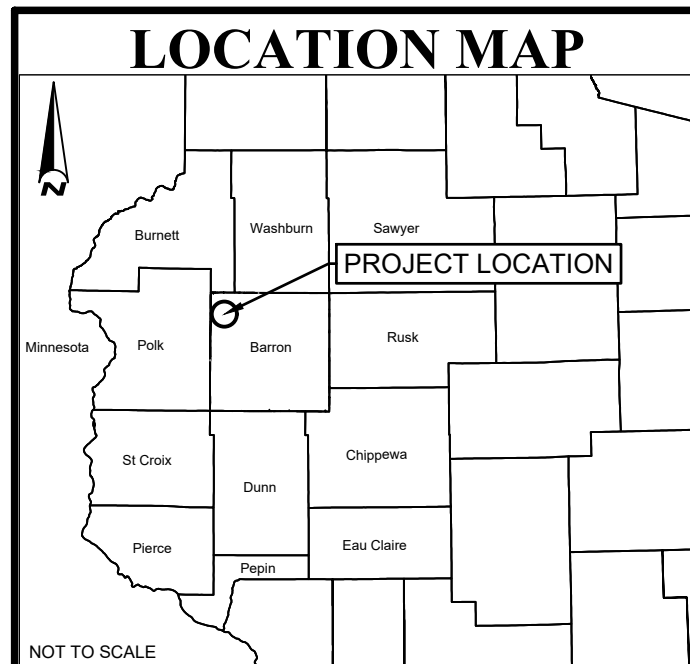 LOCATION MAP
N
Burnett
Washburn
Sawyer
PROJECT LOCATION
Minnesota
Polk
Barron
Rusk
St Croix
Chippewa
Dunn
Pierce
Eau Claire
Pepin
NOT TO SCALE